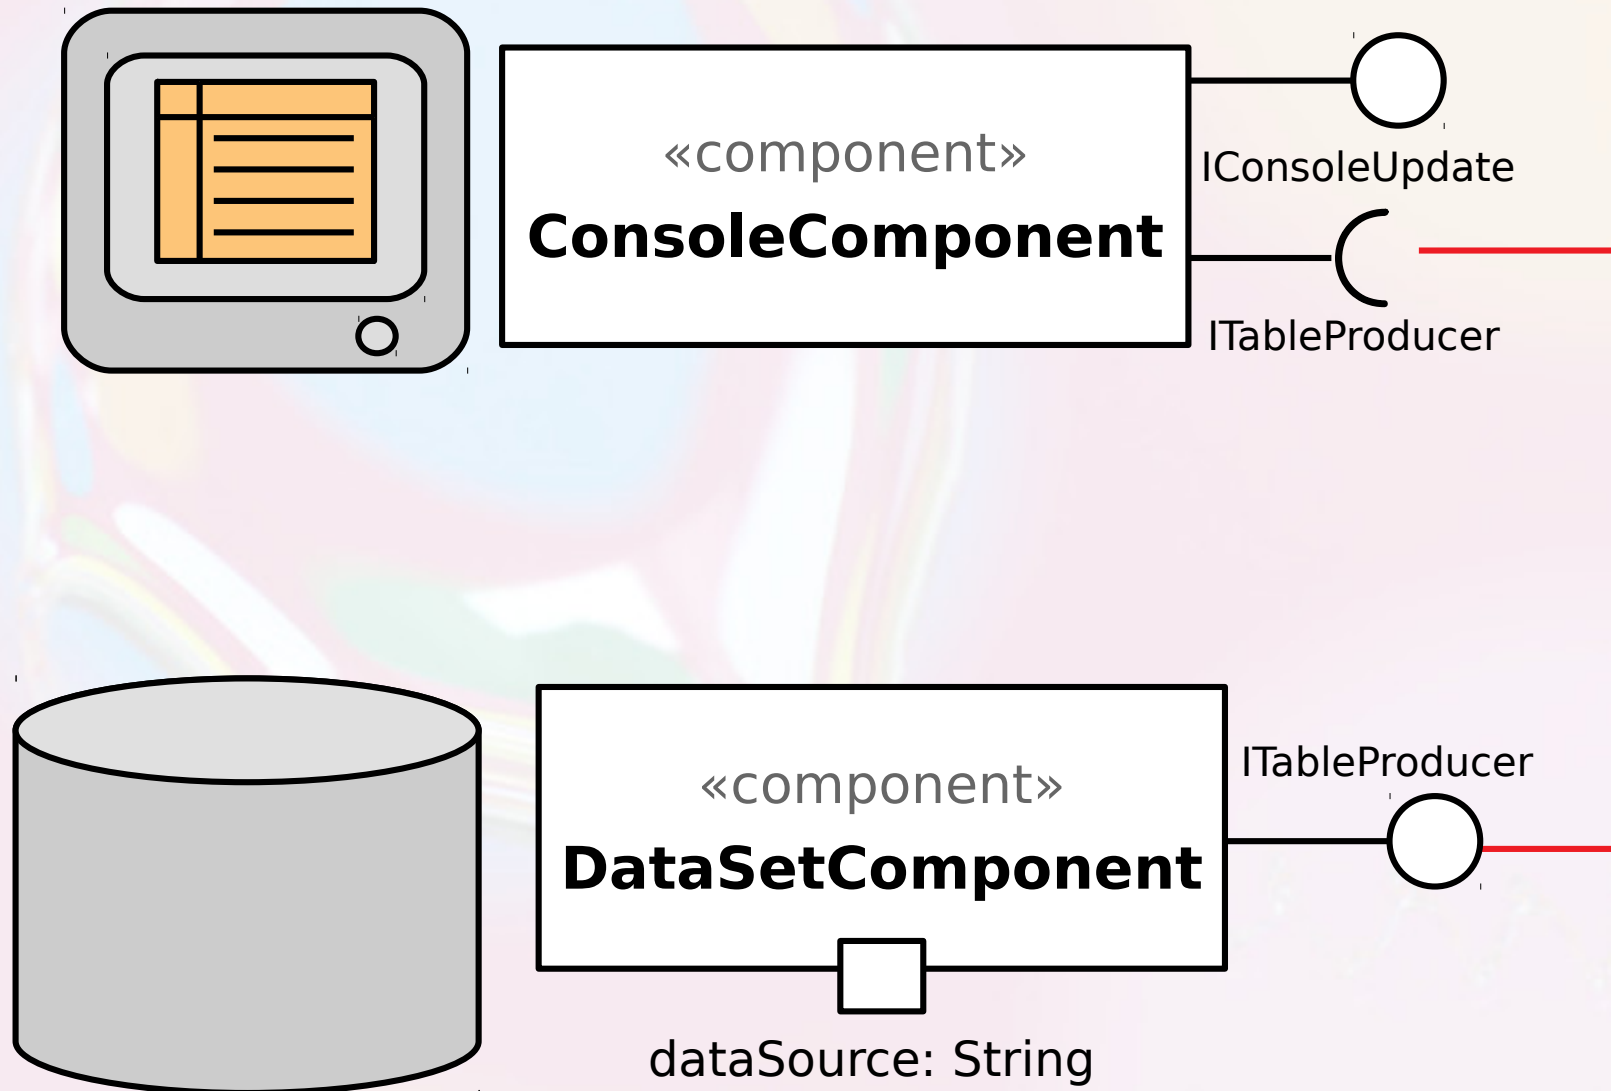 «component»
ConsoleComponent
IConsoleUpdate
ITableProducer
«component»
DataSetComponent
ITableProducer
dataSource: String